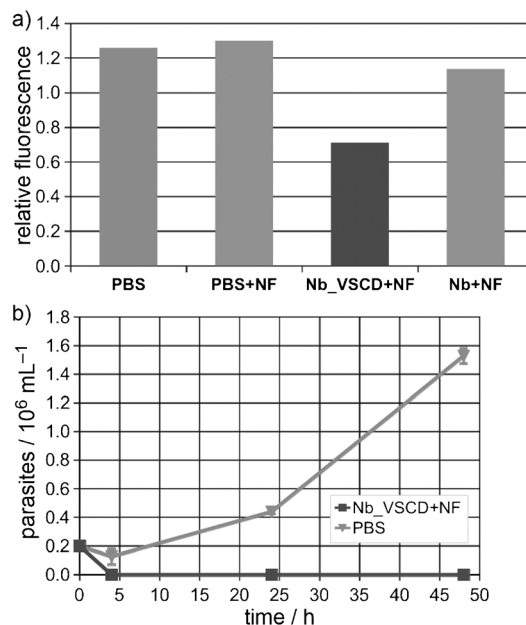 a)
relative fluorescence
1.4
1.2
1.0
0.8
0.6
0.4
0.2
0.0
PBS PBS+NF Nb_VSCD+NF Nb+NF
b)
parasites / 10⁶ mL⁻¹
1.8
1.6
1.4
1.2
1.0
0.8
0.6
0.4
0.2
0.0
Nb_VSCD+NF
PBS
0 5 10 15 20 25 30 35 40 45 50
time / h